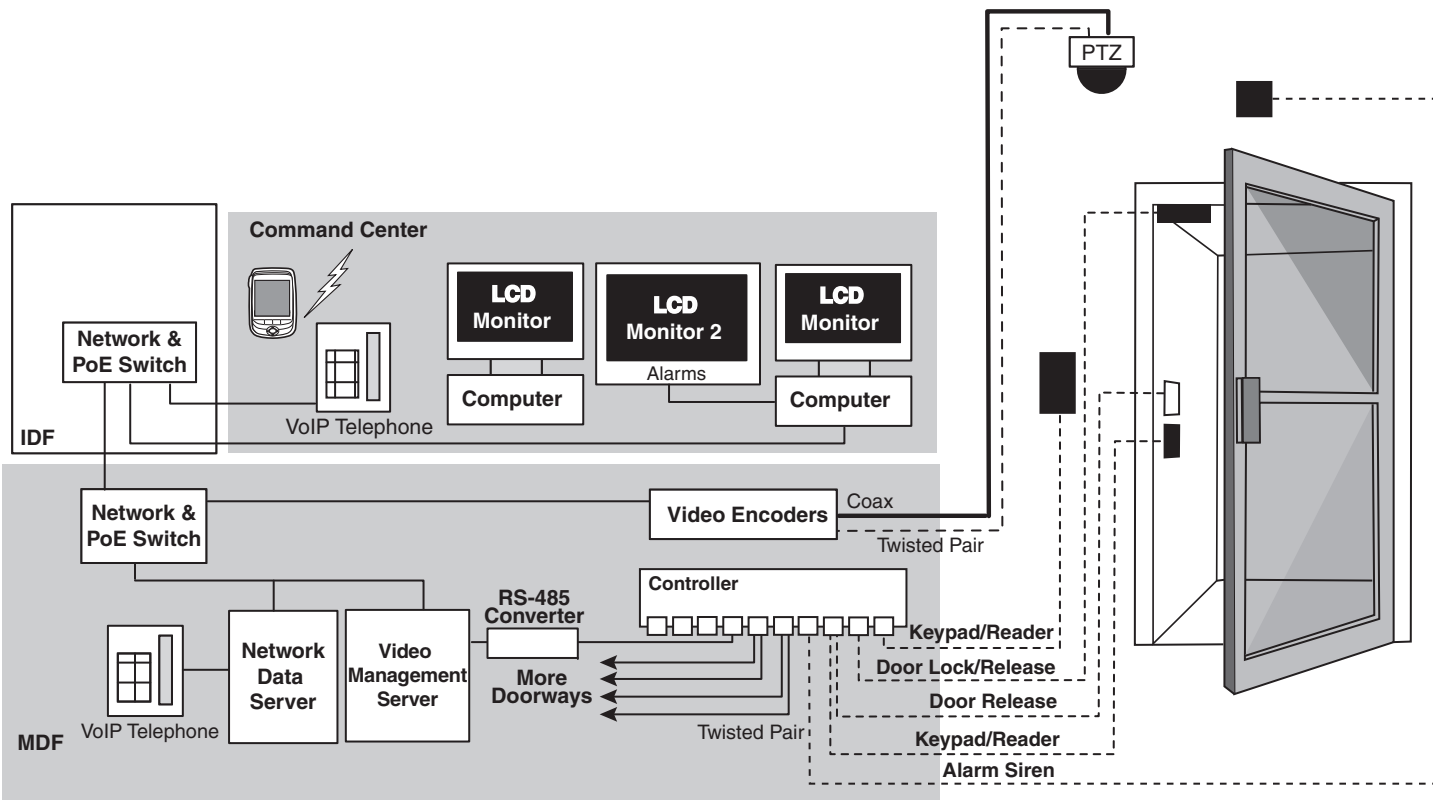 PTZ
Command Center
LCD
Monitor
LCD
Monitor 2
LCD
Monitor
Network &
PoE Switch
Alarms
Computer
Computer
VoIP Telephone
IDF
Network &
PoE Switch
Video Encoders
Coax
Twisted Pair
Controller
RS-485
Converter
Keypad/Reader
Network
Data
Server
Video
Management
Server
More
Doorways
Door Lock/Release
Door Release
VoIP Telephone
MDF
Twisted Pair
Keypad/Reader
Alarm Siren